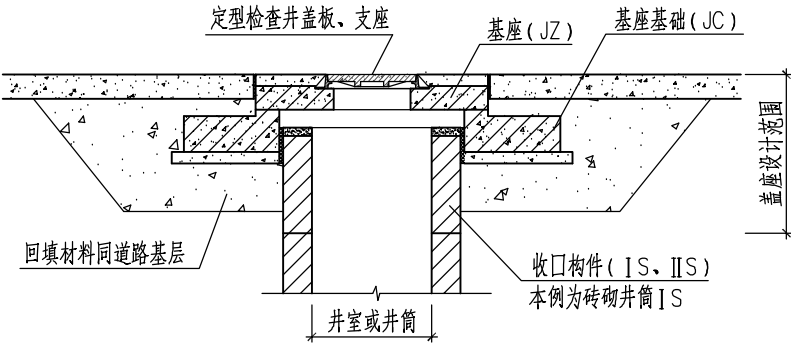 定型检查井盖板、支座
基座(JZ)
基座基础(JC)
盖座设计范围
回填材料同道路基层
收口构件(ⅠS、ⅡS)
本例为砖砌井筒ⅠS
井室或井筒